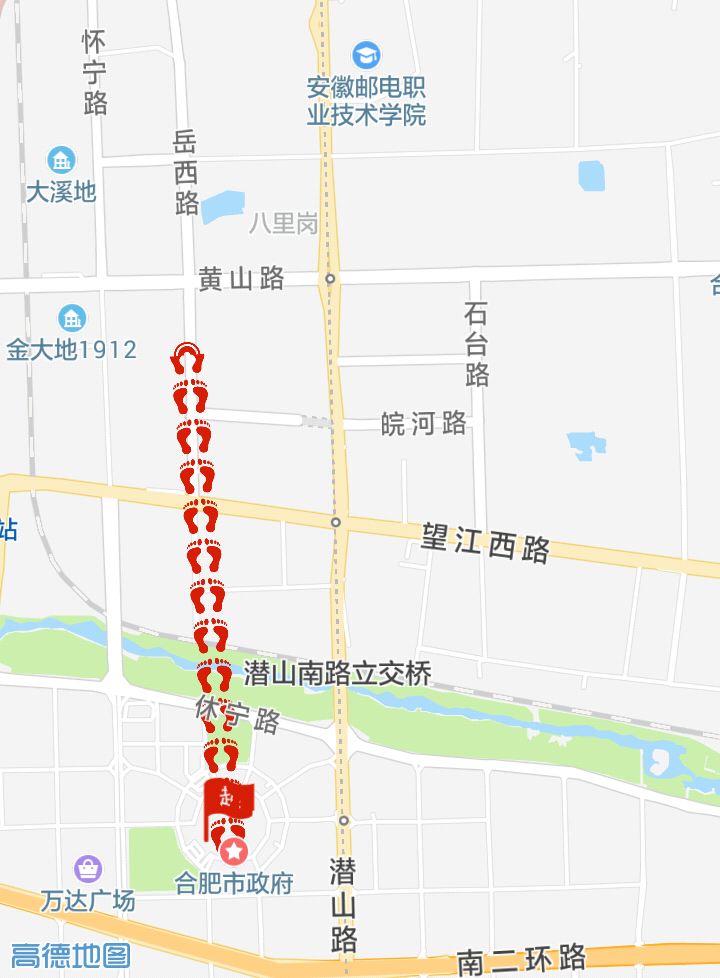 怀宁路
安徽邮电职
业技术学院
岳西路
大溪地
八里岗
黄山路
合
石台路
金大地1912
皖河路
站
望江西路
潜山南路立交桥
休宁路
起
合肥市政府
万达广场
潜山路
南二环路
高德地图